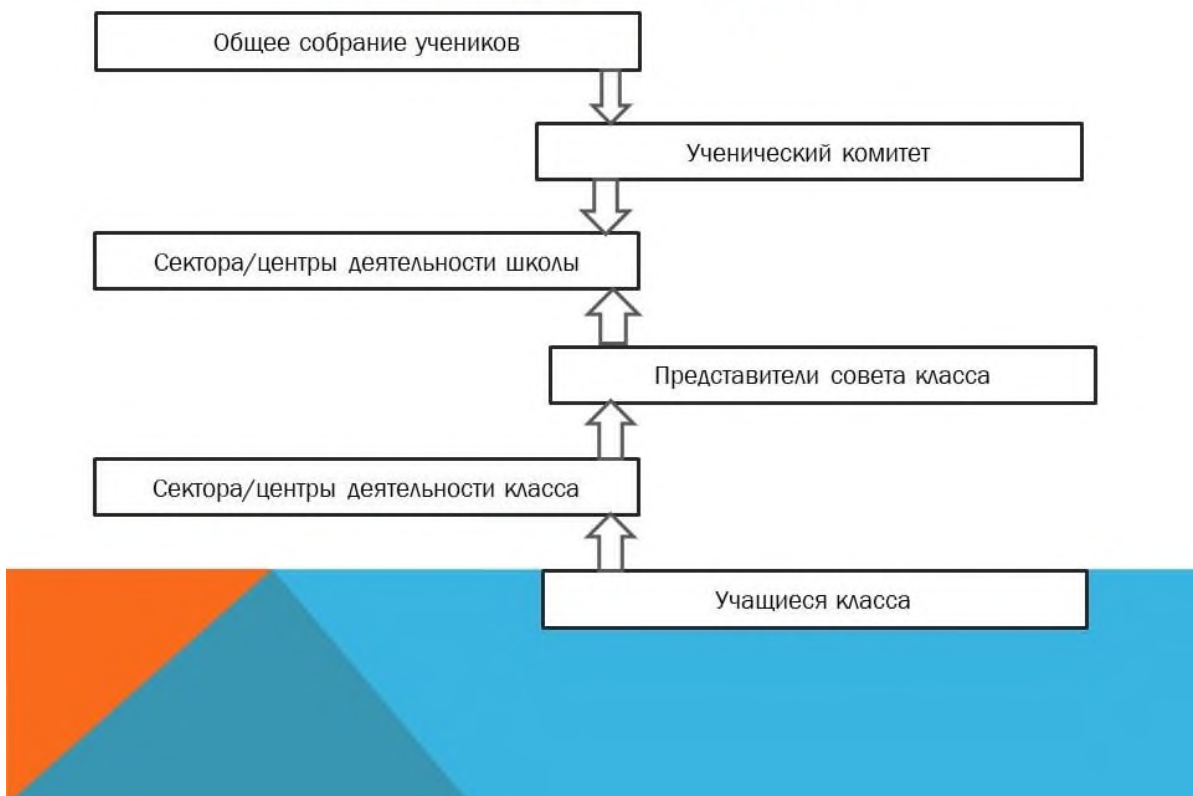 Общее собрание учеников
Ученический комитет
Сектора/центры деятельности школы
Представители совета класса
Сектора/центры деятельности класса
Учащиеся класса